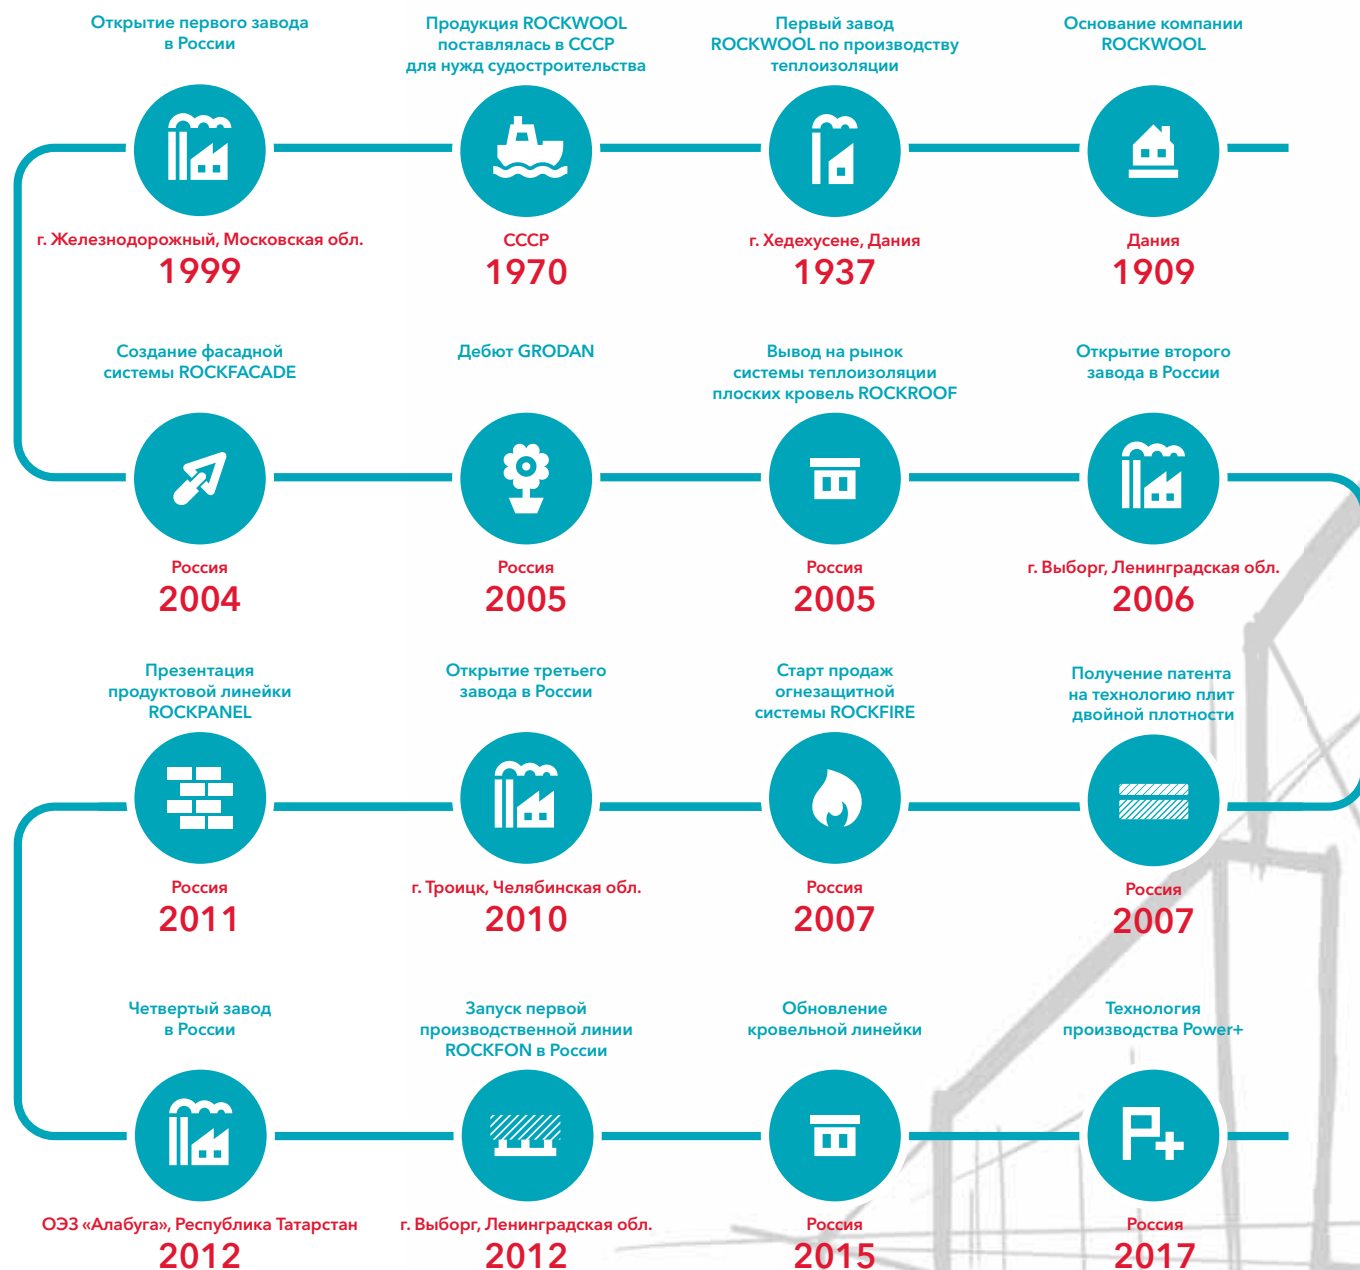 Открытие первого завода
в России
г. Железнодорожный, Московская обл.
1999
Продукция ROCKWOOL
поставлялась в СССР
для нужд судостроительства
СССР
1970
Первый завод
ROCKWOOL по производству
теплоизоляции
г. Хедехусене, Дания
1937
Основание компании
ROCKWOOL
Дания
1909
Создание фасадной
системы ROCKFACADE
Россия
2004
Дебют GRODAN
Россия
2005
Вывод на рынок
системы теплоизоляции
плоских кровель ROCKROOF
Россия
2005
Открытие второго
завода в России
г. Выборг, Ленинградская обл.
2006
Презентация
продуктовой линейки
ROCKPANEL
Россия
2011
Открытие третьего
завода в России
г. Троицк, Челябинская обл.
2010
Старт продаж
огнезащитной
системы ROCKFIRE
Россия
2007
Получение патента
на технологию плит
двойной плотности
Россия
2007
Четвертый завод
в России
ОЭЗ «Алабуга», Республика Татарстан
2012
Запуск первой
производственной линии
ROCKFON в России
г. Выборг, Ленинградская обл.
2012
Обновление
кровельной линейки
Россия
2015
Технология
производства Power+
P+
Россия
2017